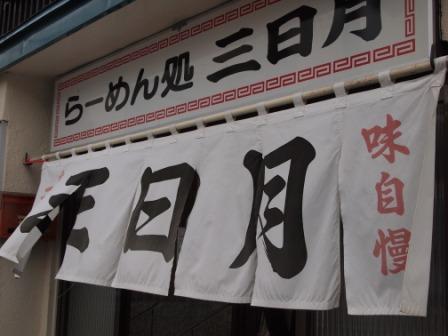 らーめん処 三日月
三日月
味自慢